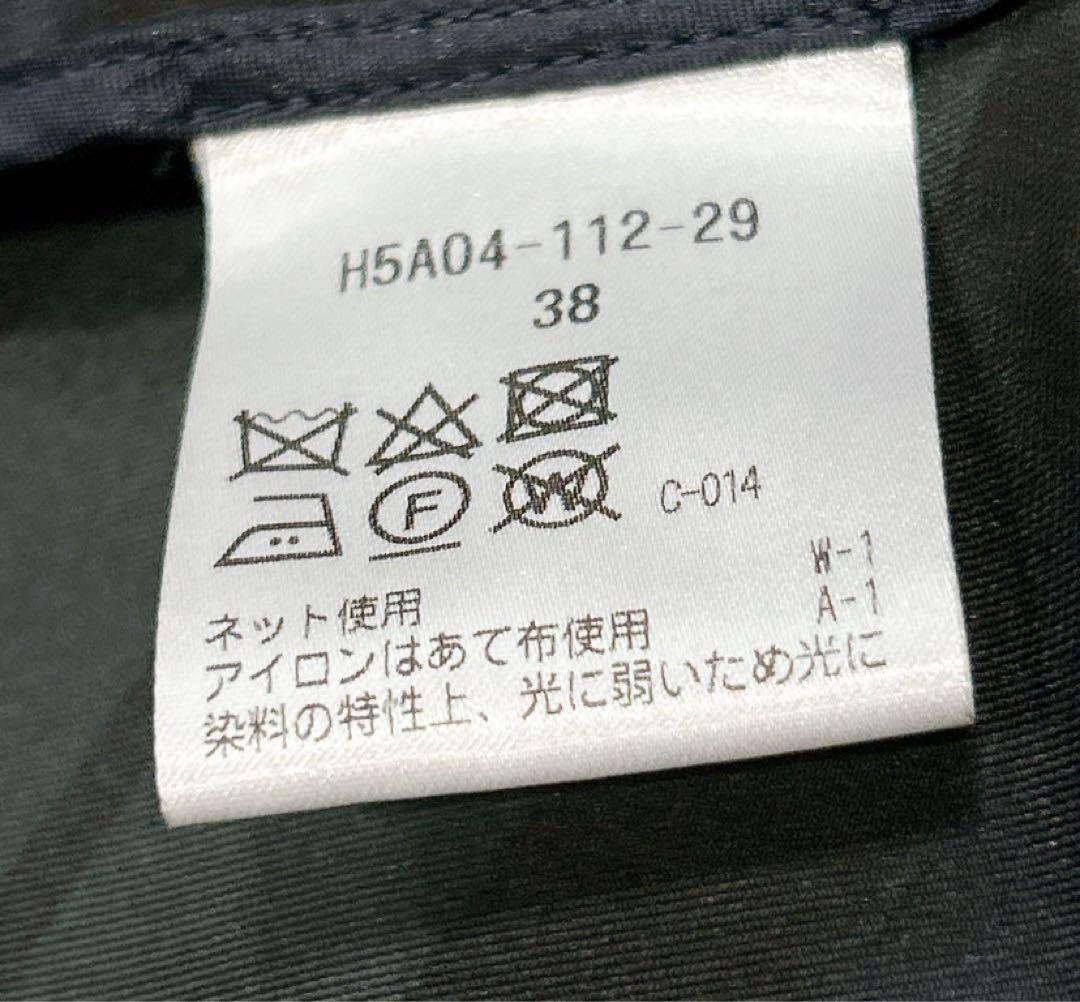 H5A04-112-29
38
F W C-014
W-1
A-1
ネット使用
アイロンはあて布使用
染料の特性上、光に弱いため光に